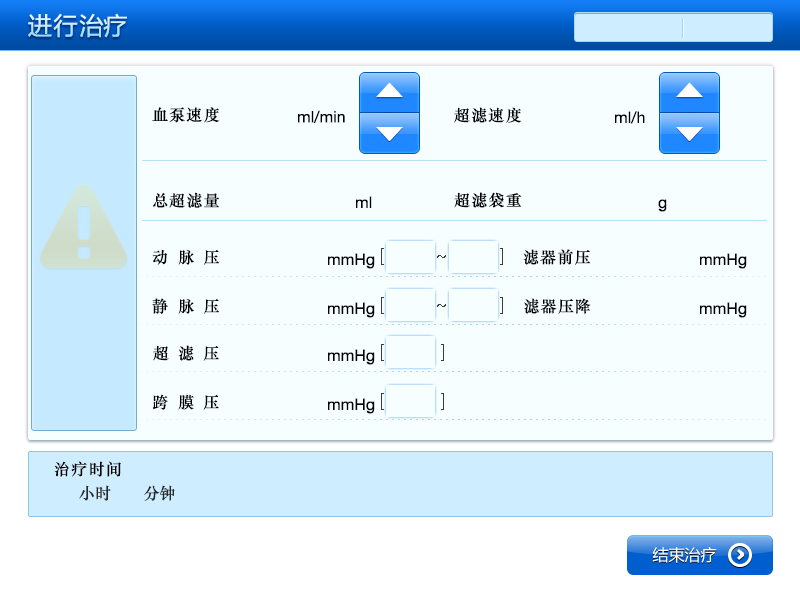 进行治疗
血泵速度 ml/min 超滤速度 ml/h
总超滤量 ml 超滤袋重 g
动脉压 mmHg [ ~ ] 滤器前压 mmHg
静脉压 mmHg [ ~ ] 滤器压降 mmHg
超滤压 mmHg [ ]
跨膜压 mmHg [ ]
治疗时间
小时 分钟
结束治疗